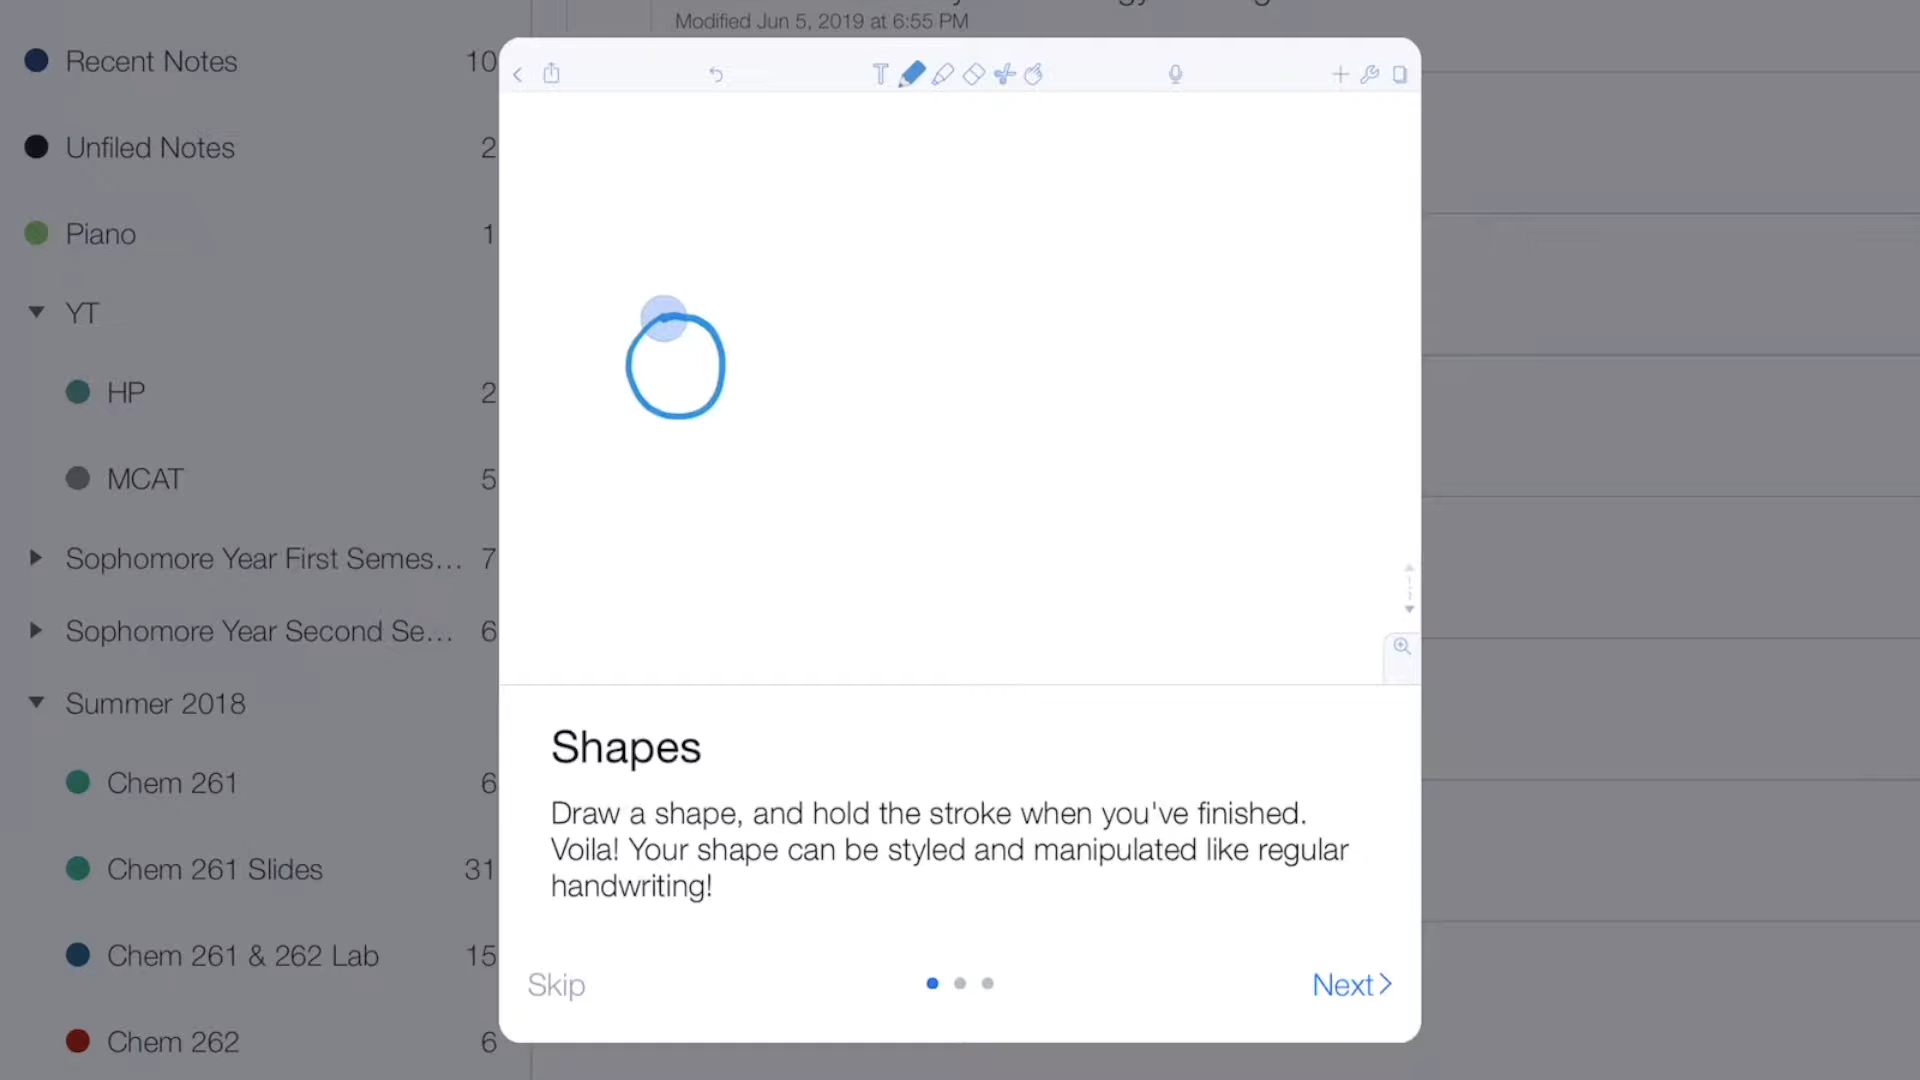 Modified Jun 5, 2019 at 6:55 PM
Recent Notes 10
Unfiled Notes 2
Piano 1
YT
HP 2
MCAT 5
Sophomore Year First Semes... 7
Sophomore Year Second Se... 6
Summer 2018
Chem 261 6
Chem 261 Slides 31
Chem 261 & 262 Lab 15
Chem 262 6
T
Shapes
Draw a shape, and hold the stroke when you've finished.
Voila! Your shape can be styled and manipulated like regular
handwriting!
Skip
Next